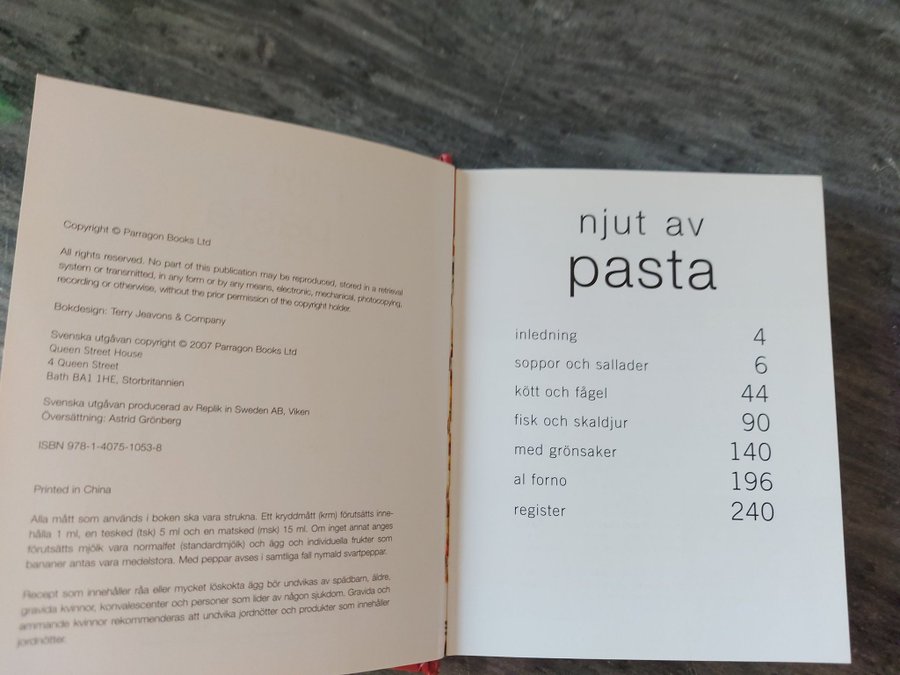 Copyright © Parragon Books Ltd
All rights reserved. No part of this publication may be reproduced, stored in a retrieval
system or transmitted, in any form or by any means, electronic, mechanical, photocopying,
recording or otherwise, without the prior permission of the copyright holder.
Bokdesign: Terry Jeavons & Company
Svenska utgåvan copyright © 2007 Parragon Books Ltd
Queen Street House
4 Queen Street
Bath BA1 1HE, Storbritannien
Svenska utgåvan producerad av Replik in Sweden AB, Viken
Översättning: Astrid Grönberg
ISBN 978-1-4075-1053-8
Printed in China
Alla mått som används i boken ska vara strukna. Ett kryddmått (krm) förutsätts inne-
hålla 1 ml, en tesked (tsk) 5 ml och en matsked (msk) 15 ml. Om inget annat anges
förutsätts mjölk vara normalfet (standardmjölk) och ägg och individuella frukter som
bananer antas vara medelstora. Med peppar avses i samtliga fall nymald svartpeppar.
Recept som innehåller råa eller mycket löskokta ägg bör undvikas av spädbarn, äldre,
gravida kvinnor, konvalescenter och personer som lider av någon sjukdom. Gravida och
ammande kvinnor rekommenderas att undvika jordnötter och produkter som innehåller
jordnötter.
njut av
pasta
inledning 4
soppor och sallader 6
kött och fågel 44
fisk och skaldjur 90
med grönsaker 140
al forno 196
register 240